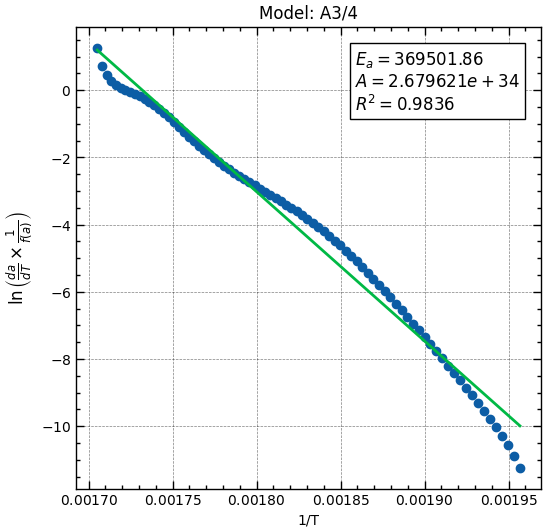 Model: A3/4
E_a = 369501.86
A = 2.679621e + 34
R^2 = 0.9836
ln (da/dT × 1/f(a))
0
−2
−4
−6
−8
−10
0.00170 0.00175 0.00180 0.00185 0.00190 0.00195
1/T